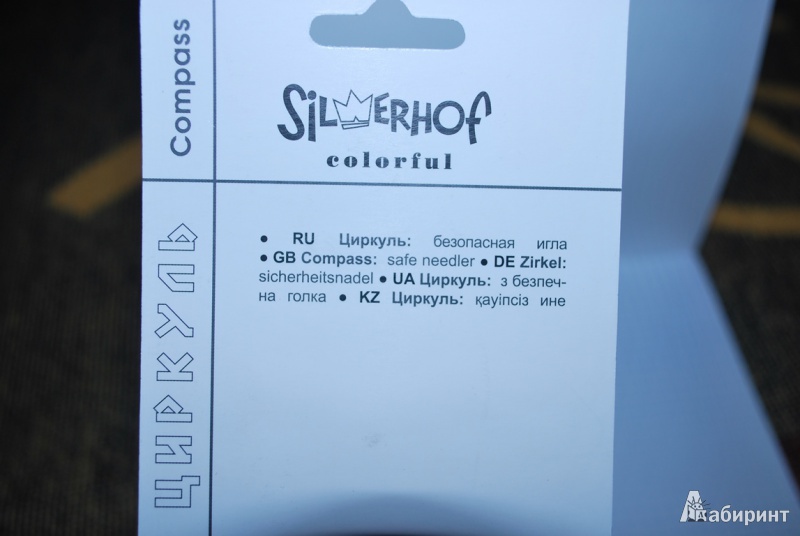 Compass
SILWERHOF
colorful
ЦИРКУЛЬ
• RU Циркуль: безопасная игла
• GB Compass: safe needler • DE Zirkel:
sicherheitsnadel • UA Циркуль: з безпеч-
на голка • KZ Циркуль: қауіпсіз ине
Лабиринт